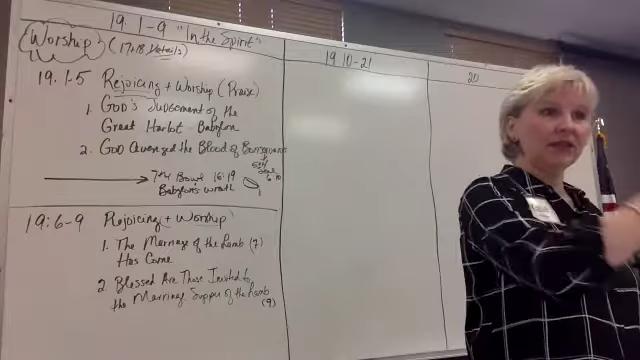 19:1-9 "In the Spirit"
Worship (17+18 Details)
19:1-5 Rejoicing + Worship (Praise)
1. GOD's Judgement of the
Great Harlot - Babylon
2. GOD Avenged the Blood of
7th Bowl 16:19
Babylon's wrath
19:6-9 Rejoicing + Worship
1. The Marriage of the Lamb (7)
Has Come
2 Blessed Are Those Invited to
the Marriage Supper of the Lamb
(9)
19 10-21
20